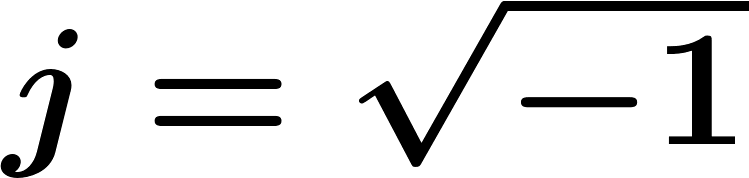 j = √−1